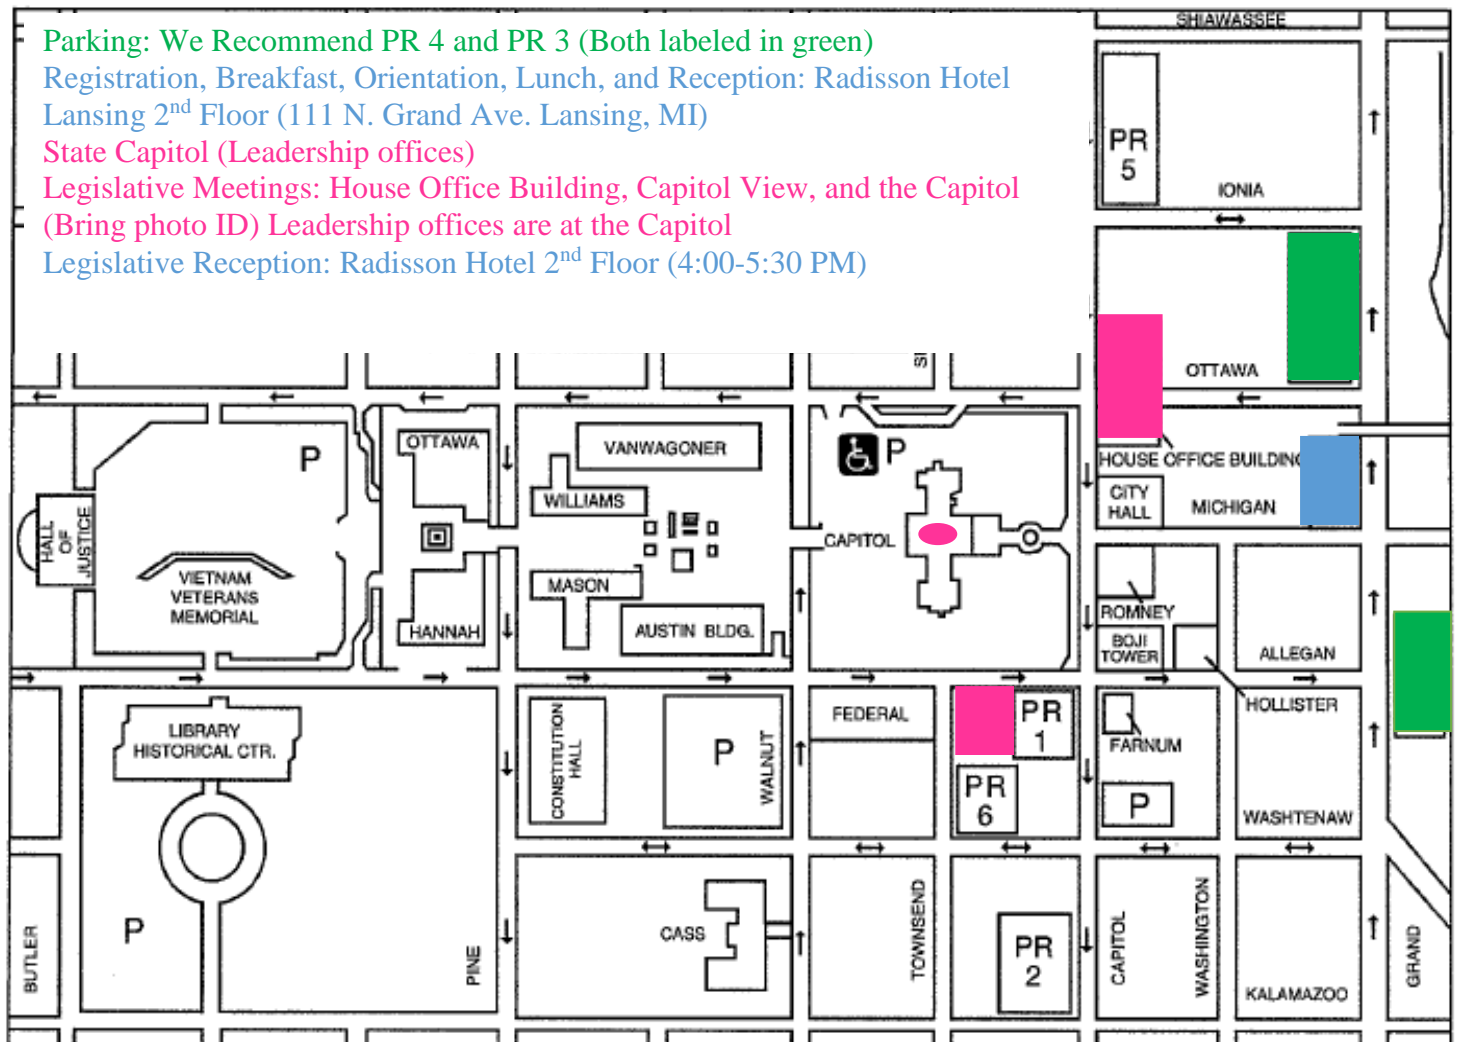 SHIAWASSEE
Parking: We Recommend PR 4 and PR 3 (Both labeled in green)
Registration, Breakfast, Orientation, Lunch, and Reception: Radisson Hotel
Lansing 2nd Floor (111 N. Grand Ave. Lansing, MI)
State Capitol (Leadership offices)
Legislative Meetings: House Office Building, Capitol View, and the Capitol
(Bring photo ID) Leadership offices are at the Capitol
Legislative Reception: Radisson Hotel 2nd Floor (4:00-5:30 PM)
PR
5
IONIA
OTTAWA
P
OTTAWA
VANWAGONER
P
HOUSE OFFICE BUILDING
CITY
HALL
MICHIGAN
WILLIAMS
HALL
OF
JUSTICE
CAPITOL
VIETNAM
VETERANS
MEMORIAL
MASON
HANNAH
AUSTIN BLDG.
ROMNEY
BOJI
TOWER
ALLEGAN
HOLLISTER
LIBRARY
HISTORICAL CTR.
CONSTITUTION
HALL
P
WALNUT
FEDERAL
PR
1
FARNUM
PR
6
P
WASHTENAW
BUTLER
P
PINE
CASS
TOWNSEND
PR
2
CAPITOL
WASHINGTON
KALAMAZOO
GRAND